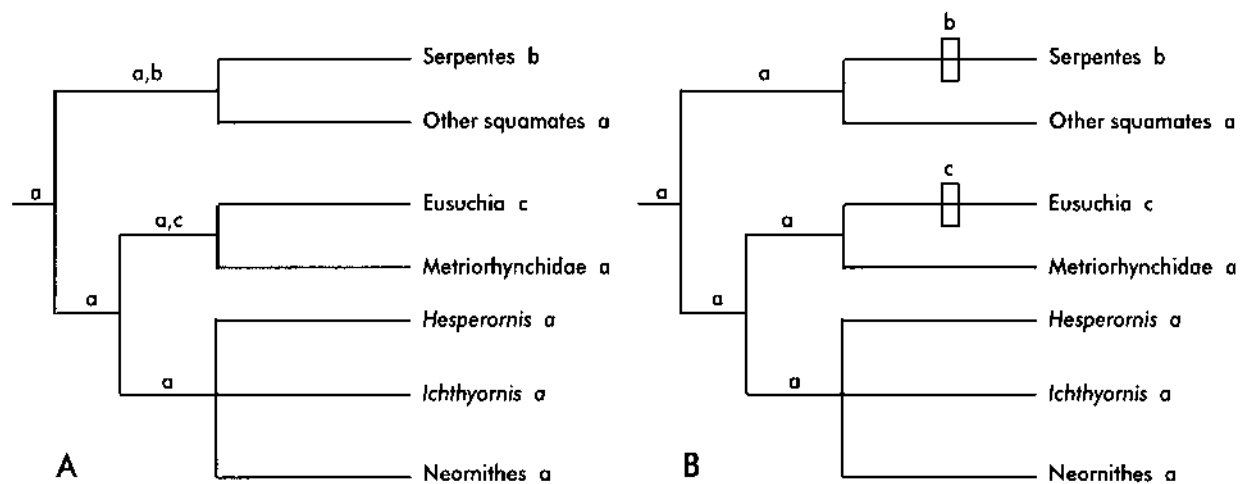 a,b
Serpentes b
Other squamates a
a
a,c
Eusuchia c
Metriorhynchidae a
a
Hesperornis a
a
Ichthyornis a
A
Neornithes a
b
a
Serpentes b
Other squamates a
a
c
a
Eusuchia c
Metriorhynchidae a
a
Hesperornis a
a
Ichthyornis a
B
Neornithes a